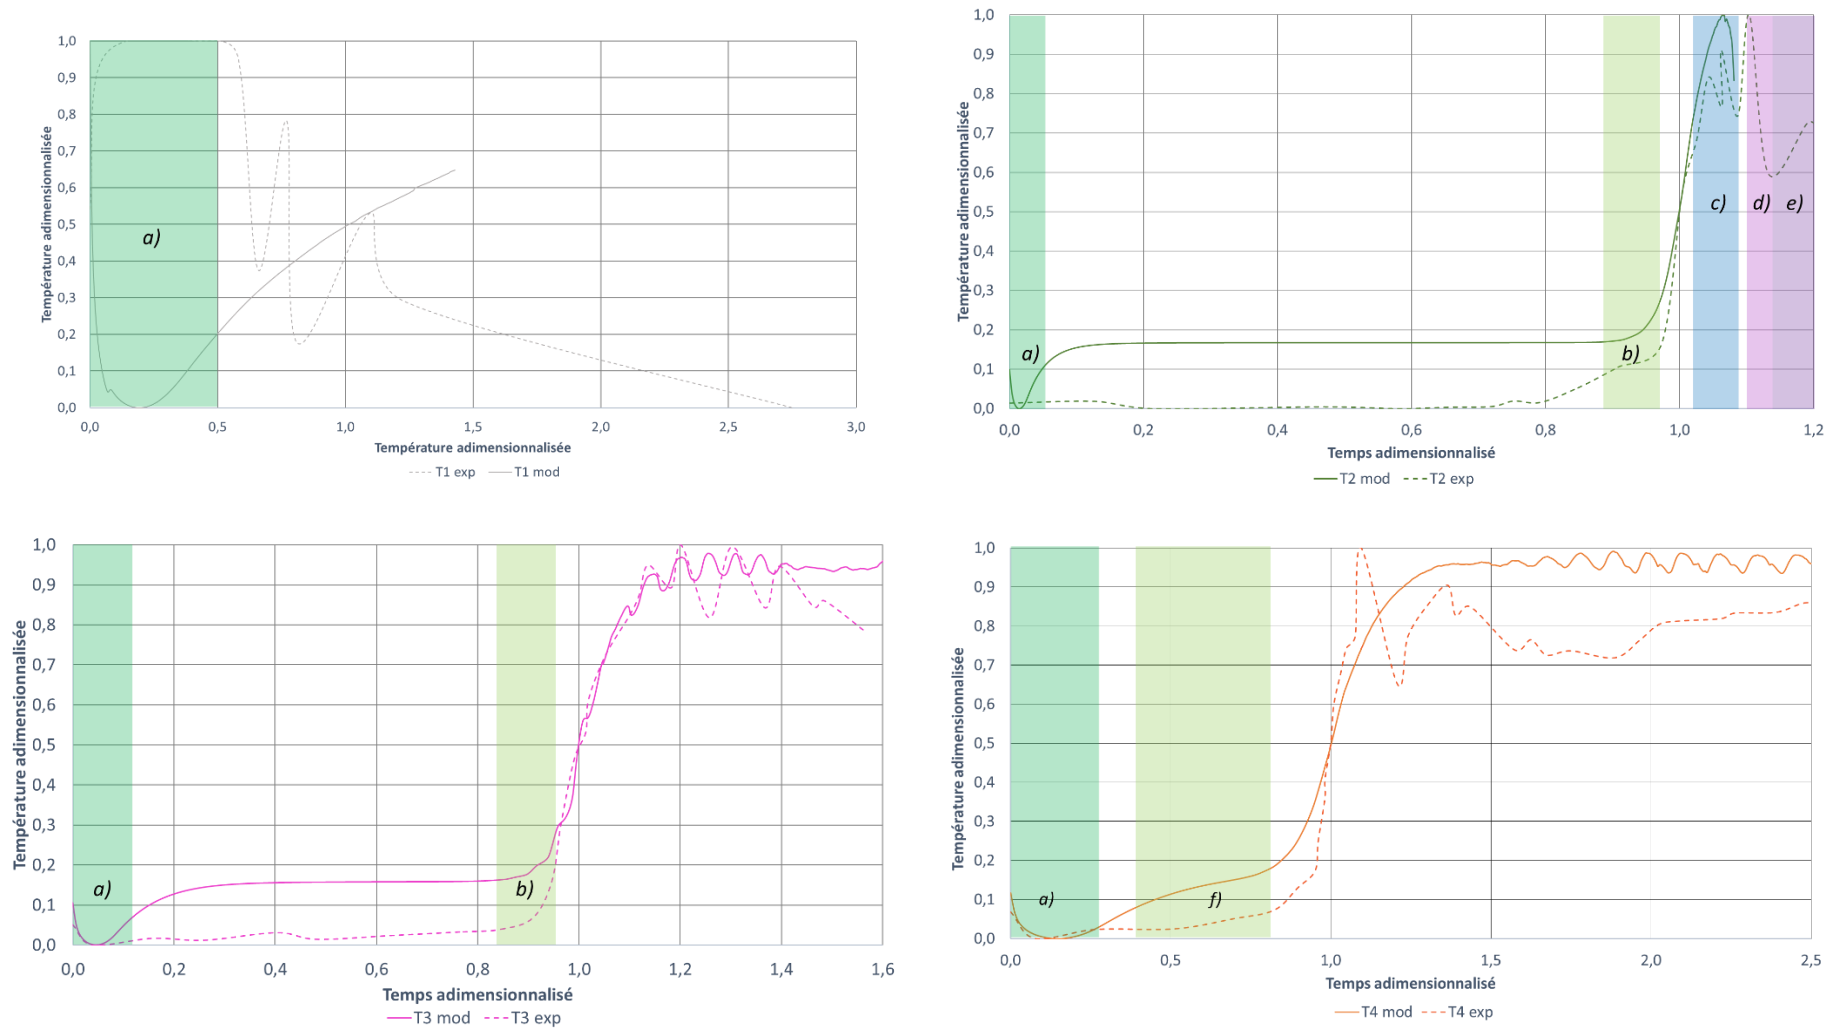 1,0
0,9
0,8
0,7
0,6
0,5
0,4
0,3
0,2
0,1
0,0
Température adimensionnalisée
a)
0,0 0,5 1,0 1,5 2,0 2,5 3,0
Température adimensionnalisée
T1 exp T1 mod
1,0
0,9
0,8
0,7
0,6
0,5
0,4
0,3
0,2
0,1
0,0
Température adimensionnalisée
a) b) c) d) e)
0,0 0,2 0,4 0,6 0,8 1,0 1,2
Temps adimensionnalisé
T2 mod T2 exp
1,0
0,9
0,8
0,7
0,6
0,5
0,4
0,3
0,2
0,1
0,0
Température adimensionnalisée
a) b)
0,0 0,2 0,4 0,6 0,8 1,0 1,2 1,4 1,6
Temps adimensionnalisé
T3 mod T3 exp
1,0
0,9
0,8
0,7
0,6
0,5
0,4
0,3
0,2
0,1
0,0
Température adimensionnalisée
a) f)
0,0 0,5 1,0 1,5 2,0 2,5
Temps adimensionnalisé
T4 mod T4 exp